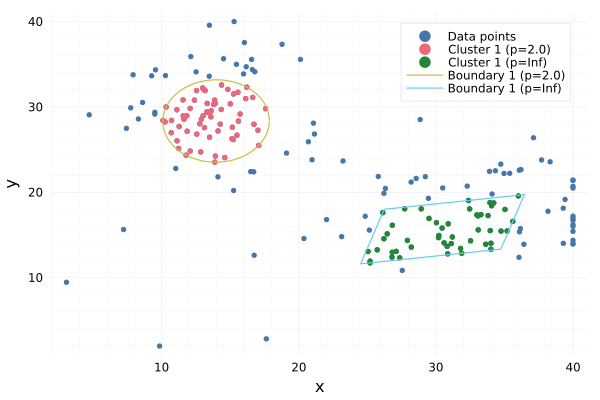 40
30
20
10
y
10
20
30
40
x
Data points
Cluster 1 (p=2.0)
Cluster 1 (p=Inf)
Boundary 1 (p=2.0)
Boundary 1 (p=Inf)